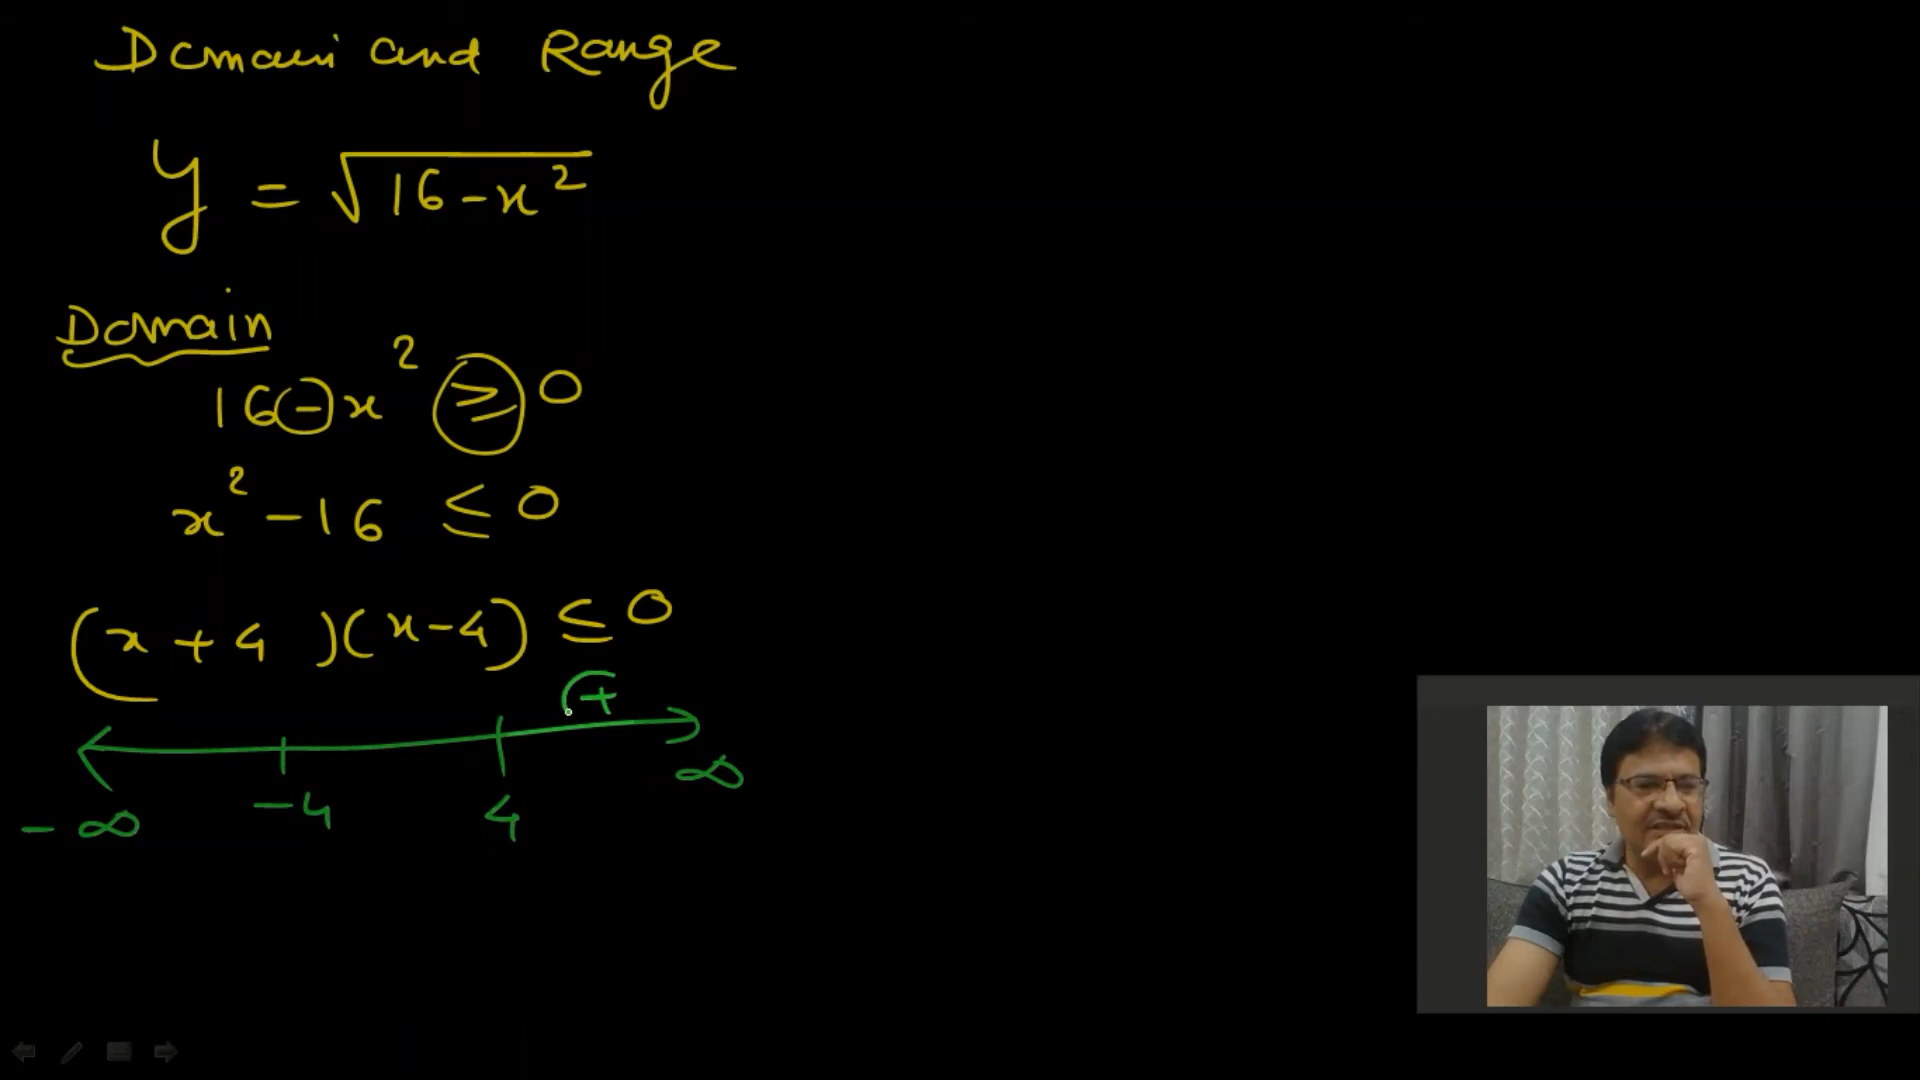 Domain and Range
y = √16-x²
Domain
16-x² ≥ 0
x²-16 ≤ 0
(x+4)(x-4) ≤ 0
+
-∞ -4 4 ∞